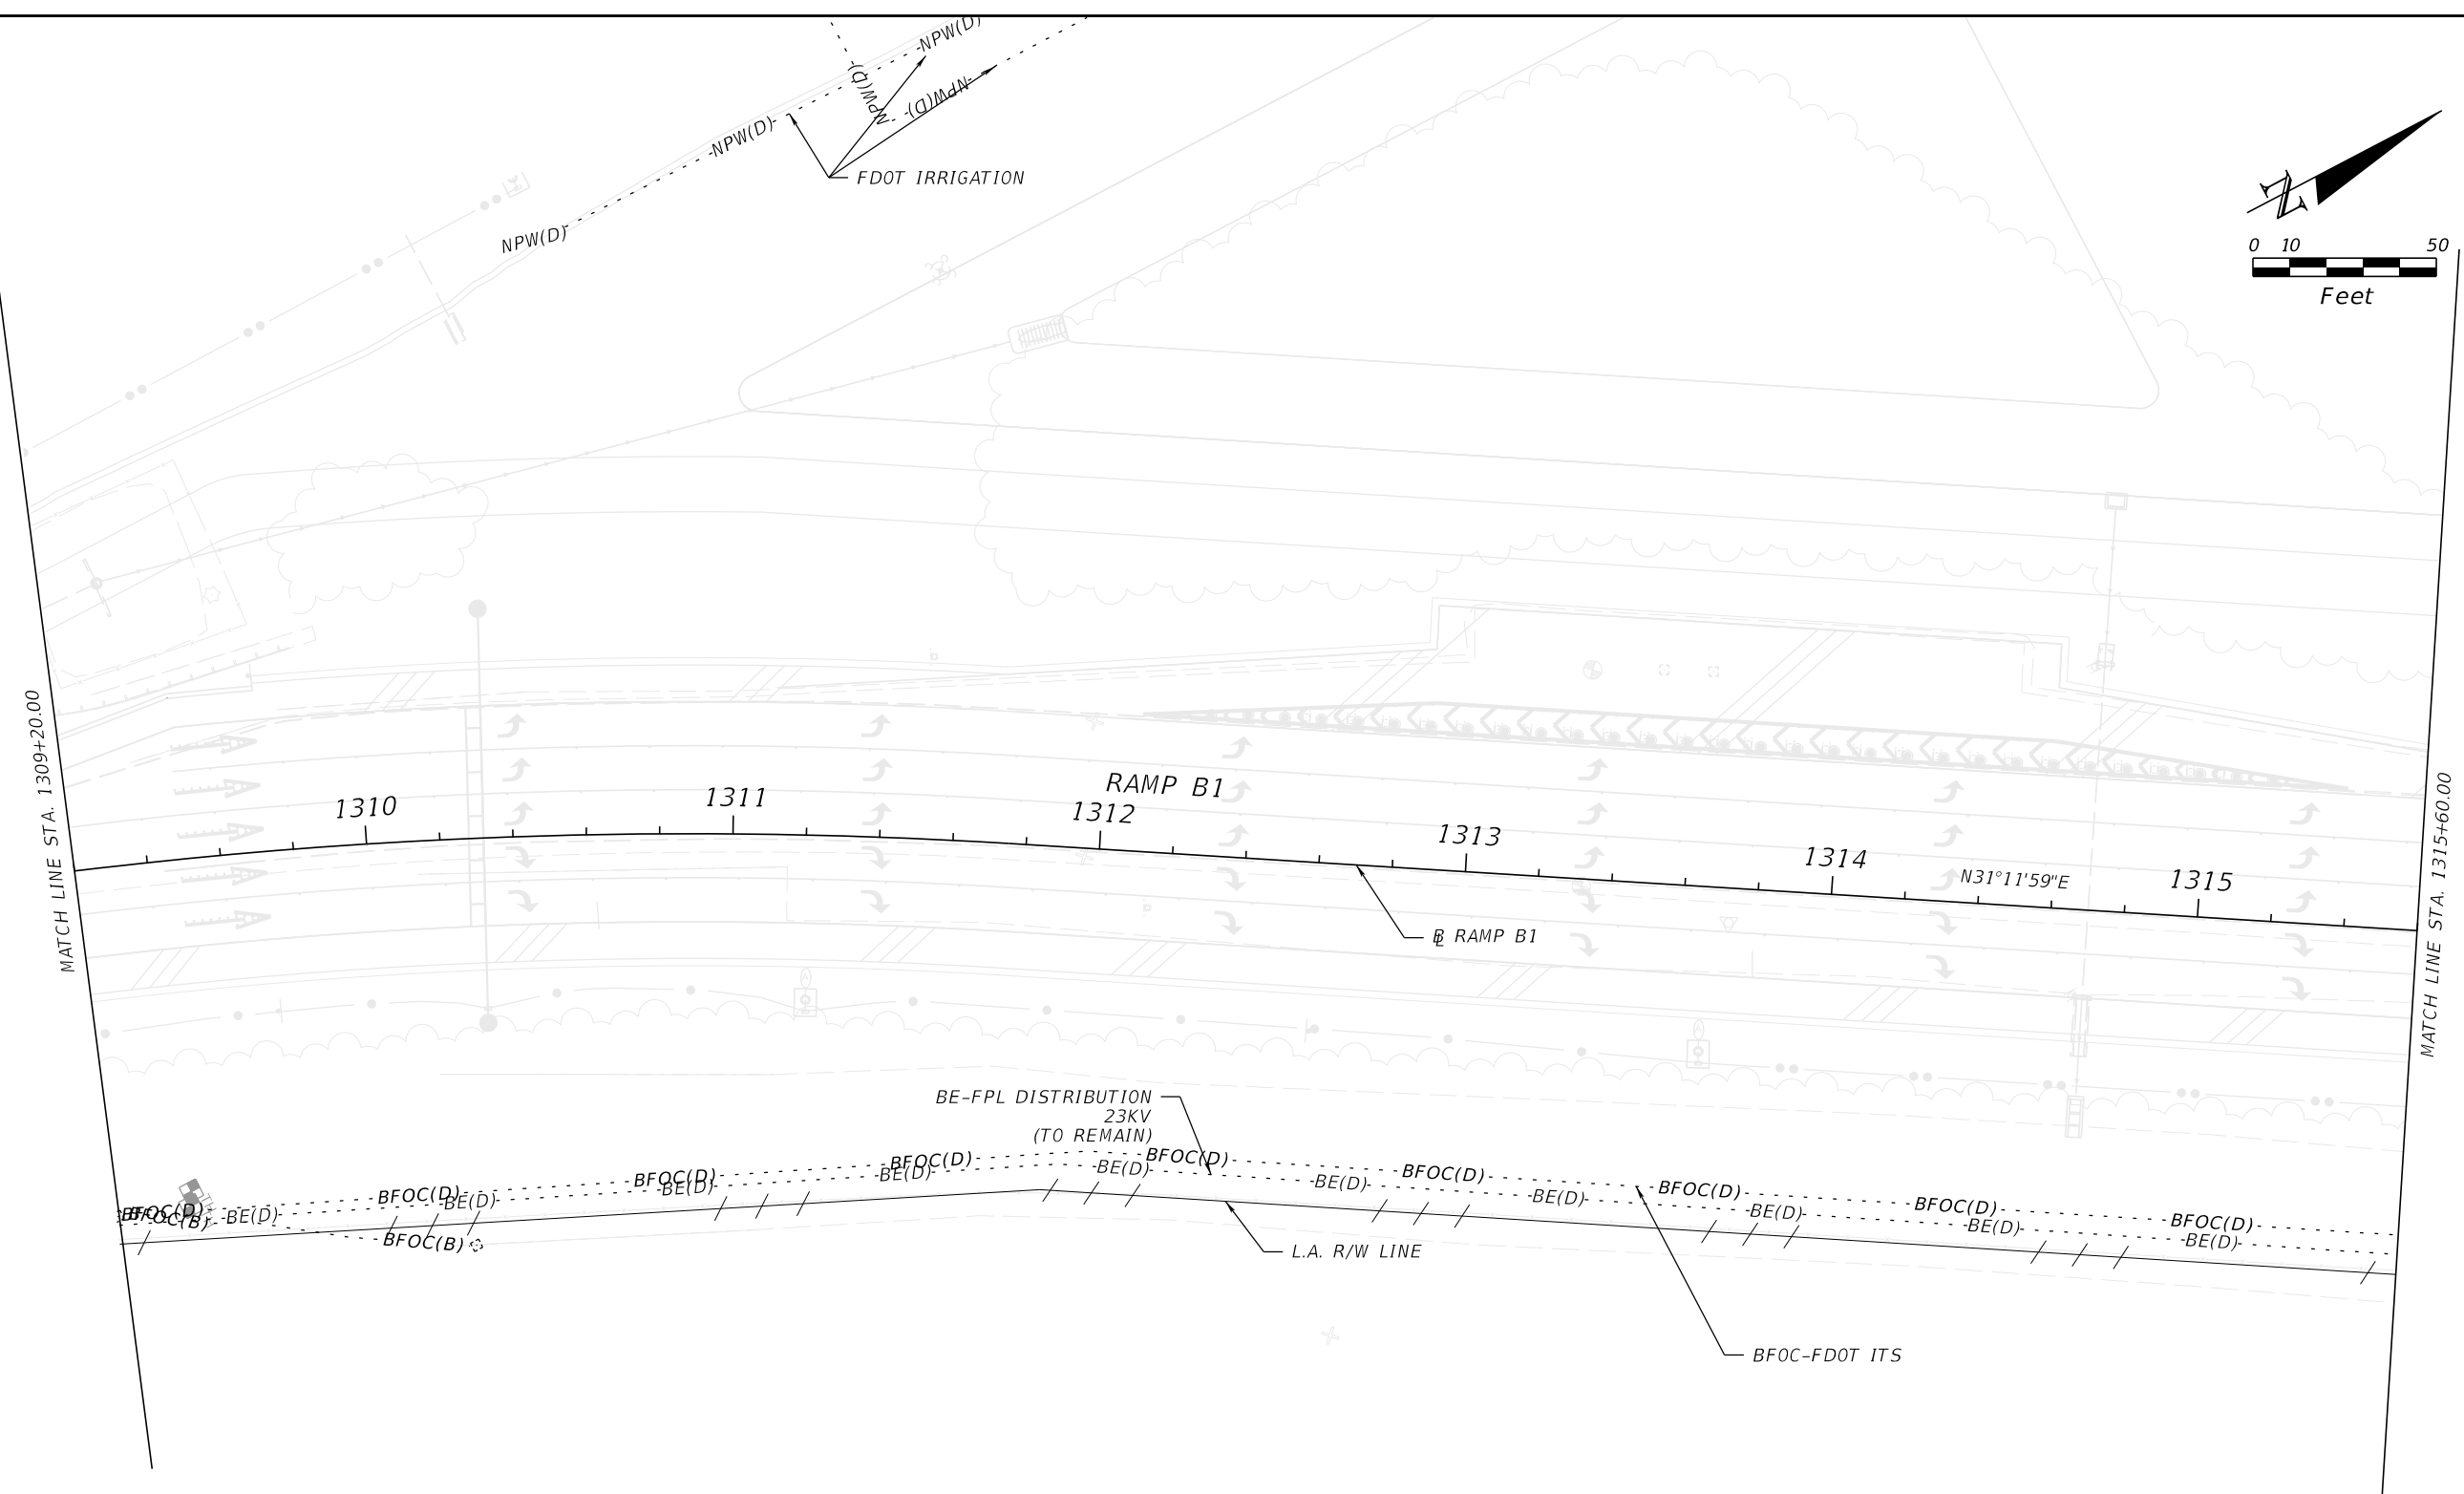 NPW(D)
NPW(D)
NPW(D)
NPW(D)
NPW(D)
FDOT IRRIGATION
N
0 10 50
Feet
MATCH LINE STA. 1309+20.00
MATCH LINE STA. 1315+60.00
RAMP B1
1310
1311
1312
1313
1314
1315
N31°11'59"E
BL RAMP B1
BE-FPL DISTRIBUTION
23KV
(TO REMAIN)
BFOC(D) BFOC(D) BFOC(D) BFOC(D) BFOC(D) BFOC(D) BFOC(D) BFOC(D) BFOC(D)
BE(D) BE(D) BE(D) BE(D) BE(D) BE(D) BE(D) BE(D) BE(D) BE(D)
BFOC(B)
BFOC(B)
L.A. R/W LINE
BFOC-FDOT ITS